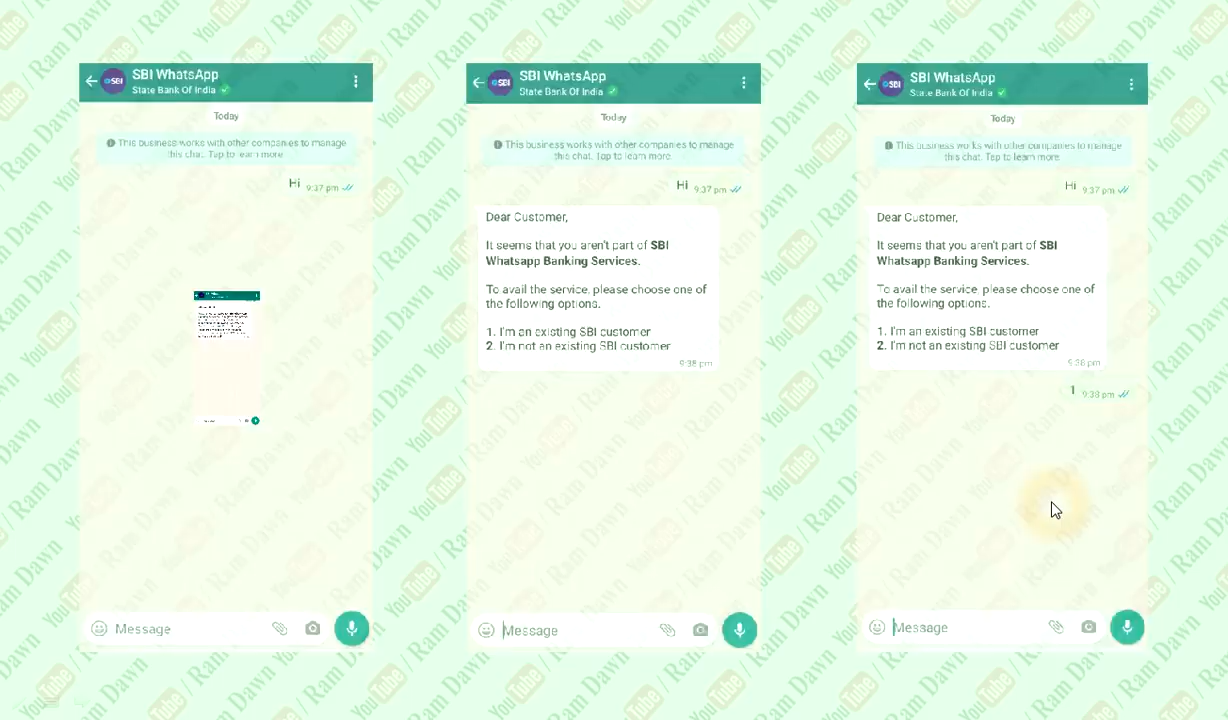 SBI WhatsApp
State Bank Of India
Today
This business works with other companies to manage
this chat. Tap to learn more
Hi 9:37 pm
Message
SBI WhatsApp
State Bank Of India
Today
This business works with other companies to manage
this chat. Tap to learn more.
Hi 9:37 pm
Dear Customer,
It seems that you aren't part of SBI
Whatsapp Banking Services.
To avail the service, please choose one of
the following options.
1. I'm an existing SBI customer
2. I'm not an existing SBI customer
9:38 pm
Message
SBI WhatsApp
State Bank Of India
Today
This business works with other companies to manage
this chat. Tap to learn more.
Hi 9:37 pm
Dear Customer,
It seems that you aren't part of SBI
Whatsapp Banking Services.
To avail the service, please choose one of
the following options.
1. I'm an existing SBI customer
2. I'm not an existing SBI customer
9:38 pm
1 9:38 pm
Message
YouTube / Ram Dawn